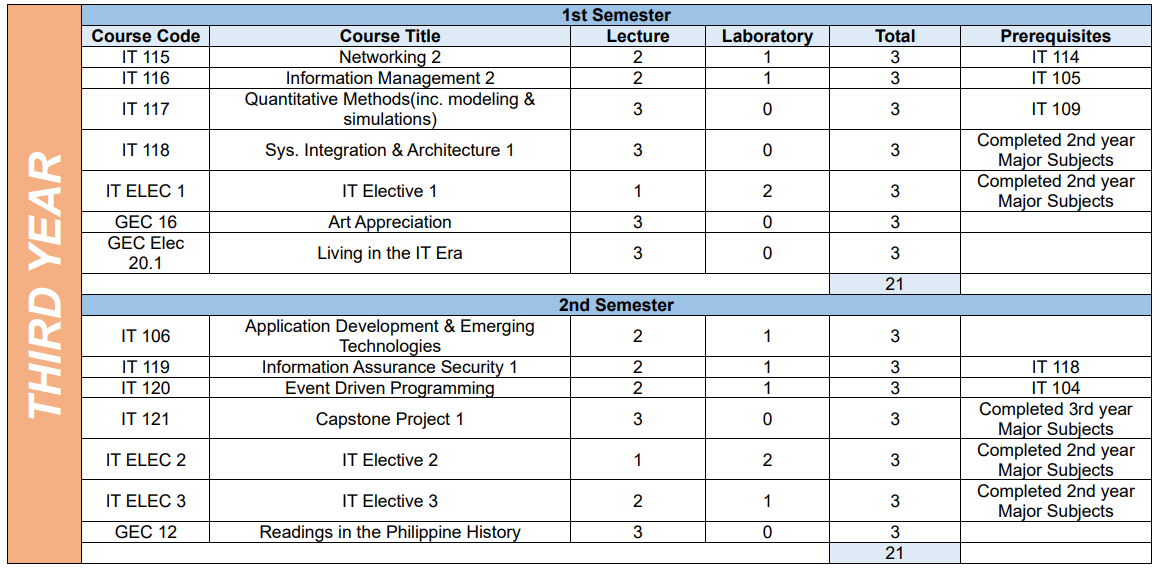 THIRD YEAR
1st Semester
Course Code Course Title Lecture Laboratory Total Prerequisites
IT 115 Networking 2 2 1 3 IT 114
IT 116 Information Management 2 2 1 3 IT 105
IT 117 Quantitative Methods(inc. modeling &
simulations) 3 0 3 IT 109
IT 118 Sys. Integration & Architecture 1 3 0 3 Completed 2nd year
Major Subjects
IT ELEC 1 IT Elective 1 1 2 3 Completed 2nd year
Major Subjects
GEC 16 Art Appreciation 3 0 3
GEC Elec
20.1 Living in the IT Era 3 0 3
21
2nd Semester
IT 106 Application Development & Emerging
Technologies 2 1 3
IT 119 Information Assurance Security 1 2 1 3 IT 118
IT 120 Event Driven Programming 2 1 3 IT 104
IT 121 Capstone Project 1 3 0 3 Completed 3rd year
Major Subjects
IT ELEC 2 IT Elective 2 1 2 3 Completed 2nd year
Major Subjects
IT ELEC 3 IT Elective 3 2 1 3 Completed 2nd year
Major Subjects
GEC 12 Readings in the Philippine History 3 0 3
21